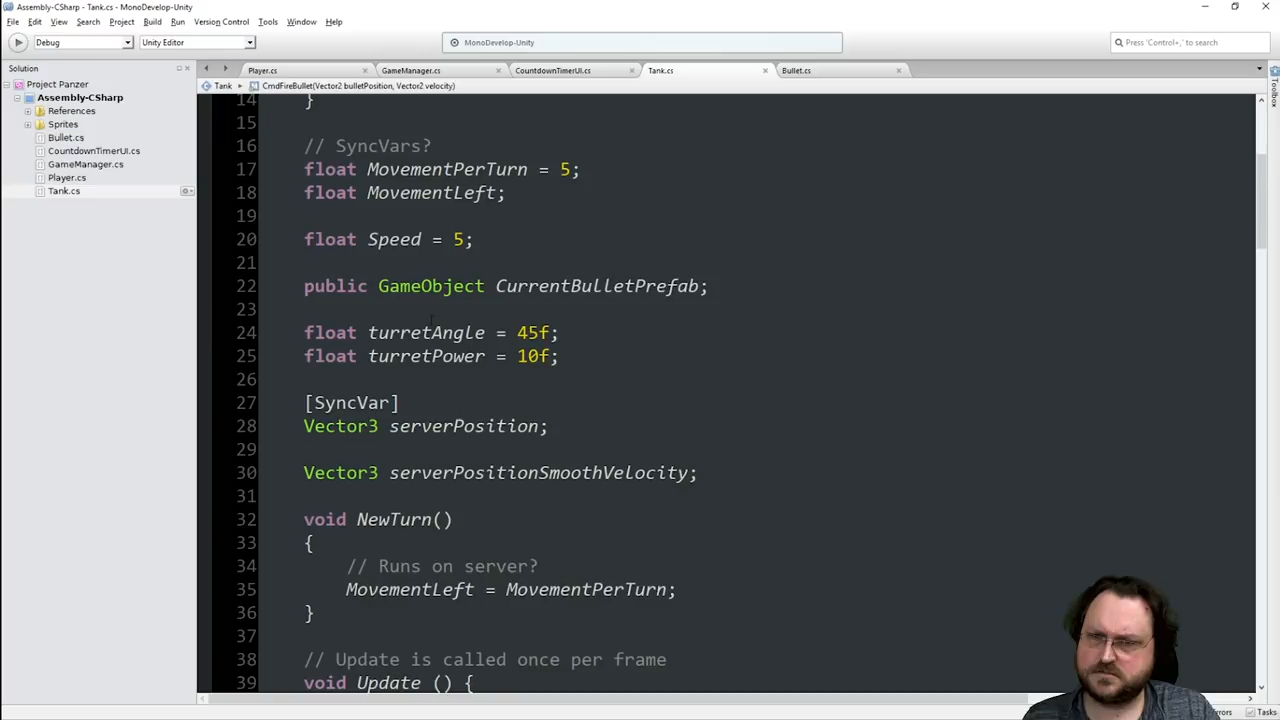 Assembly-CSharp - Tank.cs - MonoDevelop-Unity
File Edit View Search Project Build Run Version Control Tools Window Help
Debug Unity Editor MonoDevelop-Unity Press 'Control+,' to search
Solution
Player.cs GameManager.cs CountdownTimerUI.cs Tank.cs Bullet.cs
Tank CmdFireBullet(Vector2 bulletPosition, Vector2 velocity)
Toolbox
Project Panzer
Assembly-CSharp
References
Sprites
Bullet.cs
CountdownTimerUI.cs
GameManager.cs
Player.cs
Tank.cs
14 }
15
16 // SyncVars?
17 float MovementPerTurn = 5;
18 float MovementLeft;
19
20 float Speed = 5;
21
22 public GameObject CurrentBulletPrefab;
23
24 float turretAngle = 45f;
25 float turretPower = 10f;
26
27 [SyncVar]
28 Vector3 serverPosition;
29
30 Vector3 serverPositionSmoothVelocity;
31
32 void NewTurn()
33 {
34 // Runs on server?
35 MovementLeft = MovementPerTurn;
36 }
37
38 // Update is called once per frame
39 void Update () {
Tasks